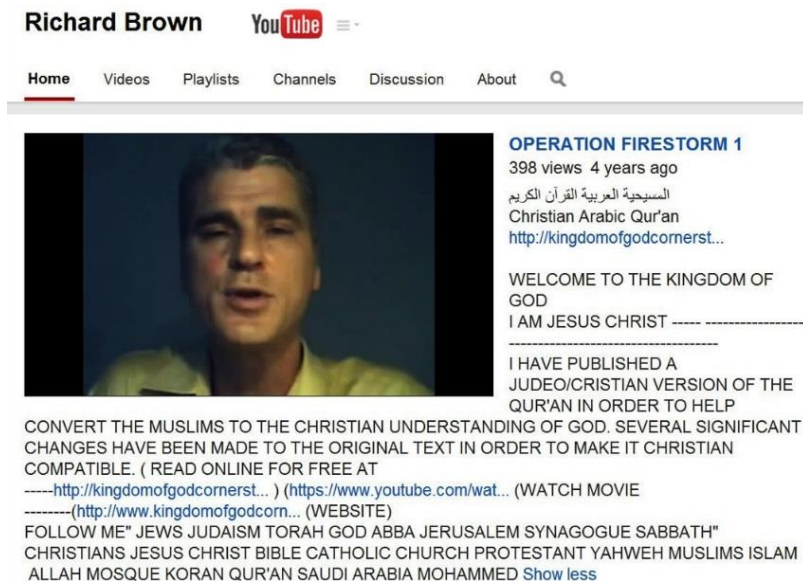 Richard Brown
YouTube
Home Videos Playlists Channels Discussion About
OPERATION FIRESTORM 1
398 views 4 years ago
المسيحية العربية القرآن الكريم
Christian Arabic Qur'an
http://kingdomofgodcornerst...
WELCOME TO THE KINGDOM OF
GOD
I AM JESUS CHRIST ----- -----------------
------------------------------------
I HAVE PUBLISHED A
JUDEO/CRISTIAN VERSION OF THE
QUR'AN IN ORDER TO HELP
CONVERT THE MUSLIMS TO THE CHRISTIAN UNDERSTANDING OF GOD. SEVERAL SIGNIFICANT
CHANGES HAVE BEEN MADE TO THE ORIGINAL TEXT IN ORDER TO MAKE IT CHRISTIAN
COMPATIBLE. ( READ ONLINE FOR FREE AT
-----http://kingdomofgodcornerst... ) (https://www.youtube.com/wat... (WATCH MOVIE
--------(http://www.kingdomofgodcorn... (WEBSITE)
FOLLOW ME" JEWS JUDAISM TORAH GOD ABBA JERUSALEM SYNAGOGUE SABBATH"
CHRISTIANS JESUS CHRIST BIBLE CATHOLIC CHURCH PROTESTANT YAHWEH MUSLIMS ISLAM
ALLAH MOSQUE KORAN QUR'AN SAUDI ARABIA MOHAMMED Show less